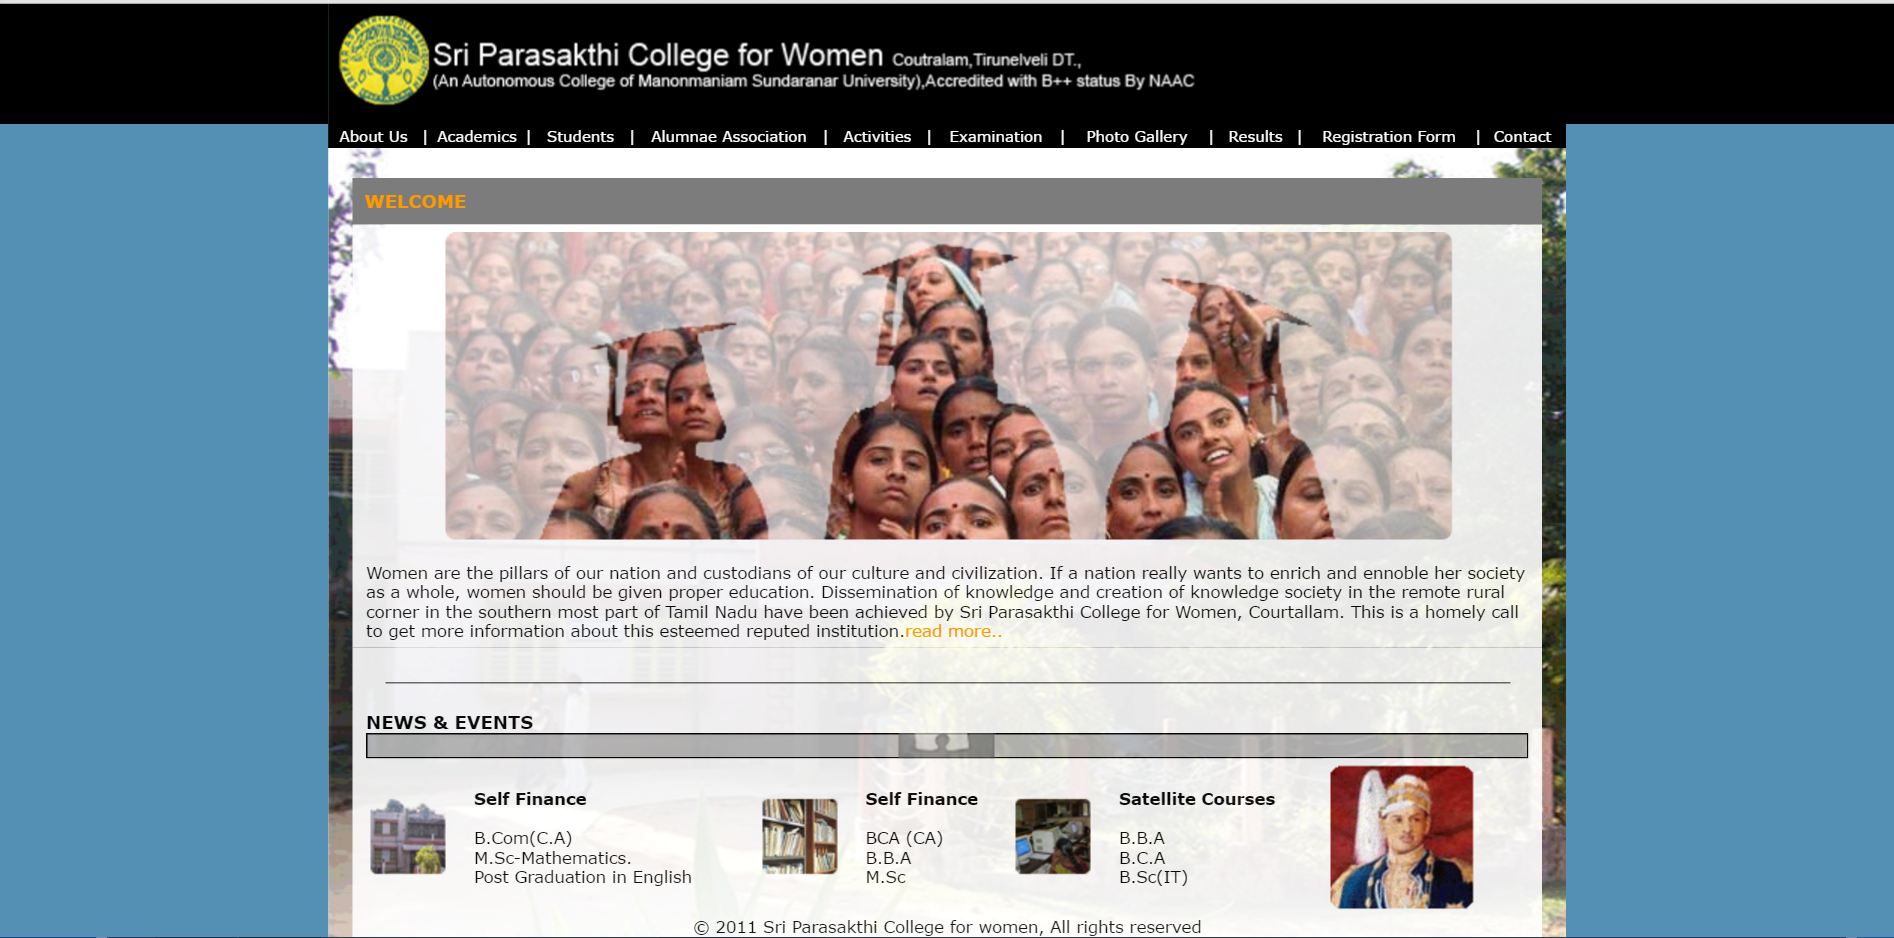 Sri Parasakthi College for Women Coutralam,Tirunelveli DT.,
(An Autonomous College of Manonmaniam Sundaranar University),Accredited with B++ status By NAAC
About Us | Academics | Students | Alumnae Association | Activities | Examination | Photo Gallery | Results | Registration Form | Contact
WELCOME
Women are the pillars of our nation and custodians of our culture and civilization. If a nation really wants to enrich and ennoble her society
as a whole, women should be given proper education. Dissemination of knowledge and creation of knowledge society in the remote rural
corner in the southern most part of Tamil Nadu have been achieved by Sri Parasakthi College for Women, Courtallam. This is a homely call
to get more information about this esteemed reputed institution.read more..
NEWS & EVENTS
Self Finance
B.Com(C.A)
M.Sc-Mathematics.
Post Graduation in English
Self Finance
BCA (CA)
B.B.A
M.Sc
Satellite Courses
B.B.A
B.C.A
B.Sc(IT)
© 2011 Sri Parasakthi College for women, All rights reserved